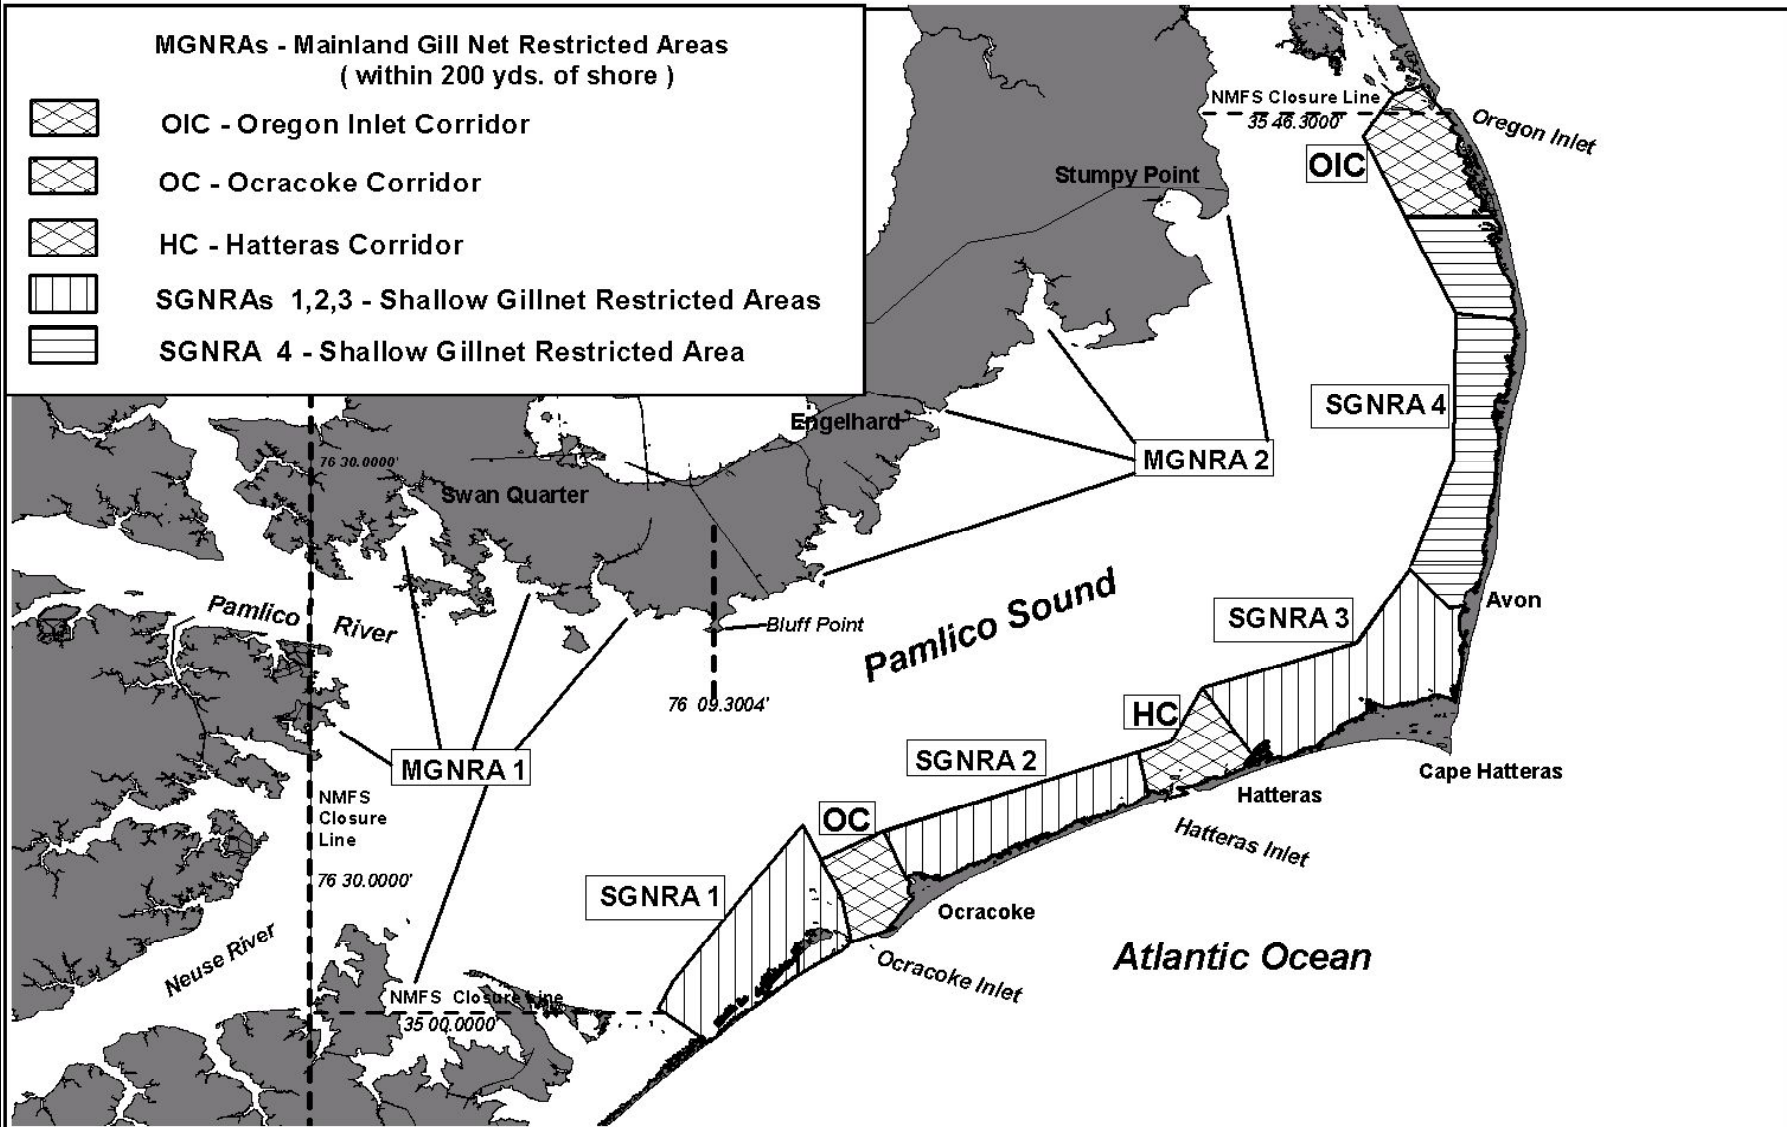 MGNRAs - Mainland Gill Net Restricted Areas
( within 200 yds. of shore )
OIC - Oregon Inlet Corridor
OC - Ocracoke Corridor
HC - Hatteras Corridor
SGNRAs 1,2,3 - Shallow Gillnet Restricted Areas
SGNRA 4 - Shallow Gillnet Restricted Area
NMFS Closure Line
35 46.3000'
Oregon Inlet
OIC
Stumpy Point
SGNRA 4
Engelhard
MGNRA 2
76 30.0000'
Swan Quarter
Pamlico Sound
Avon
Pamlico River
Bluff Point
SGNRA 3
76 09.3004'
HC
SGNRA 2
MGNRA 1
Cape Hatteras
Hatteras
NMFS
Closure
Line
OC
Hatteras Inlet
76 30.0000'
SGNRA 1
Ocracoke
Neuse River
Atlantic Ocean
Ocracoke Inlet
NMFS Closure Line
35 00.0000'